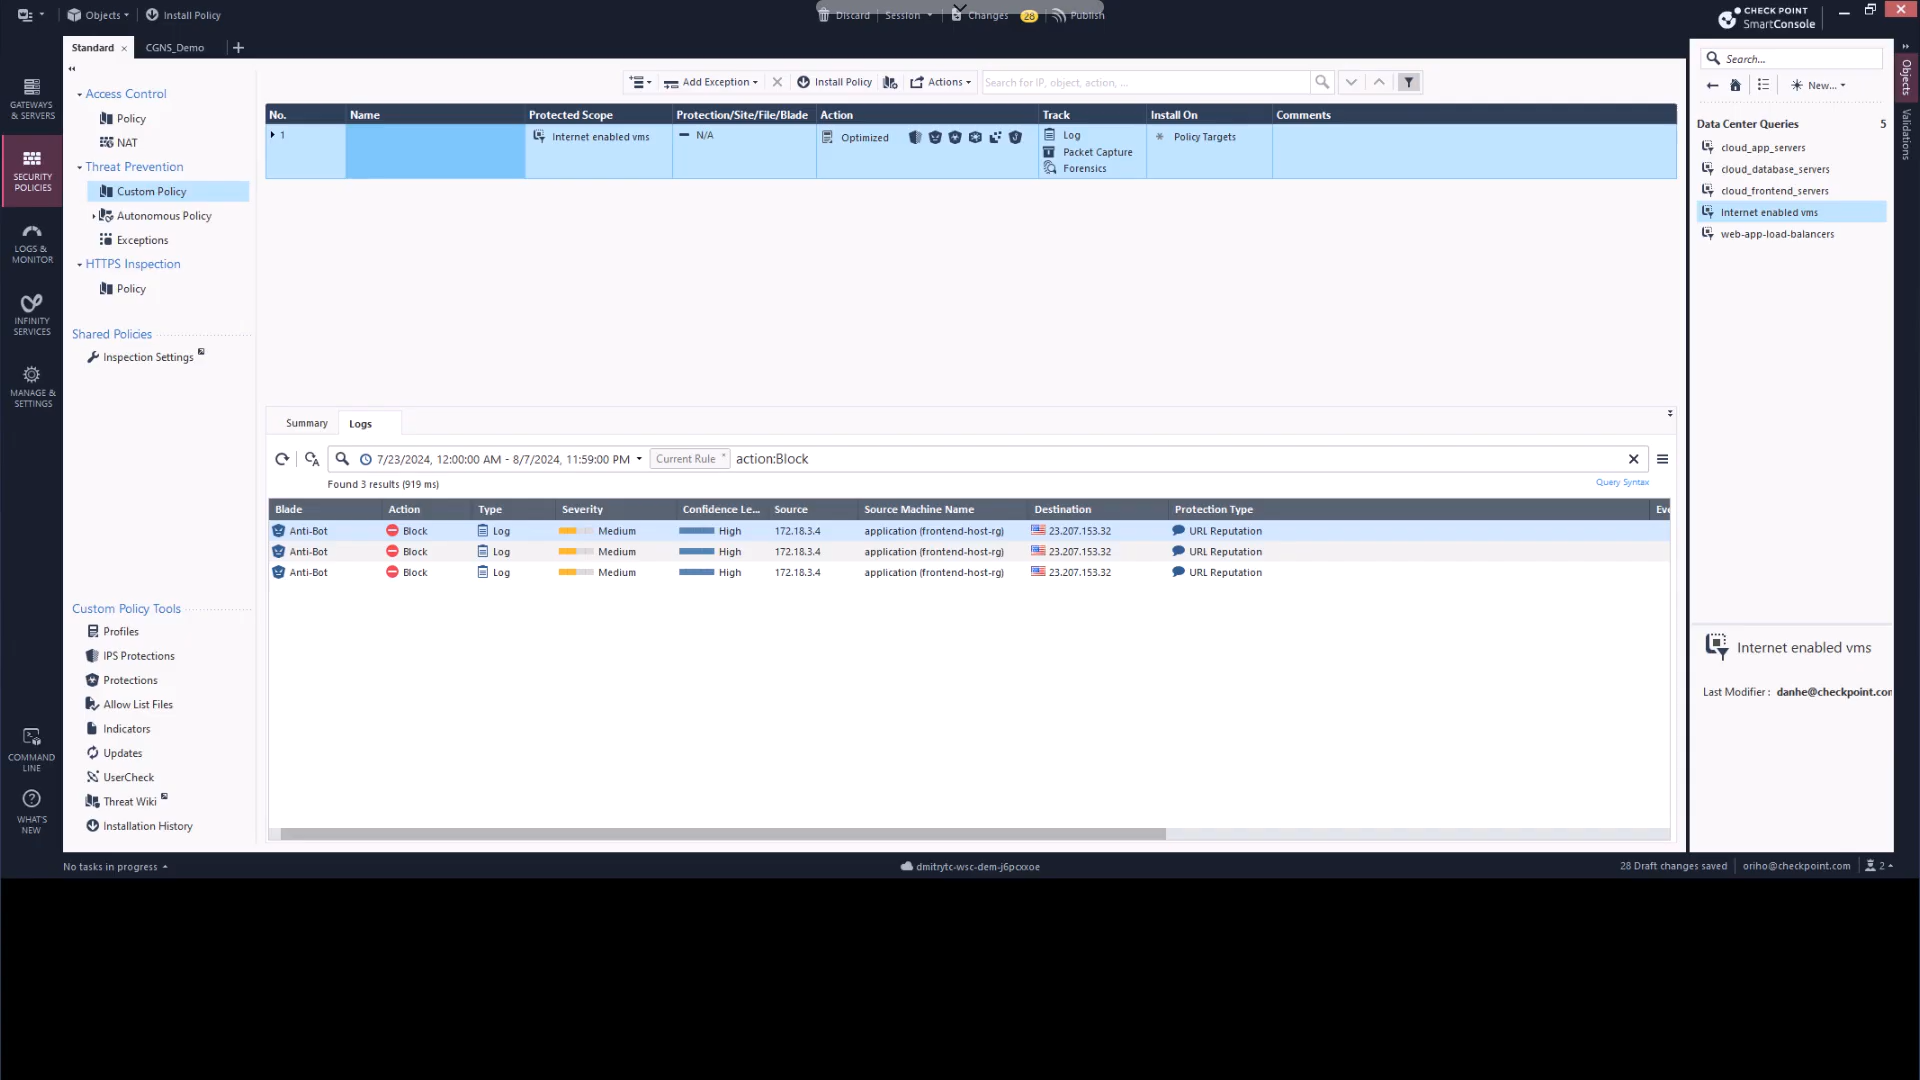 Objects
Install Policy
Discard
Session
Changes
28
Publish
CHECK POINT
SmartConsole
Standard
CGNS_Demo
GATEWAYS
& SERVERS
SECURITY
POLICIES
LOGS &
MONITOR
INFINITY
SERVICES
MANAGE &
SETTINGS
COMMAND
LINE
WHAT'S
NEW
Access Control
Policy
NAT
Threat Prevention
Custom Policy
Autonomous Policy
Exceptions
HTTPS Inspection
Policy
Shared Policies
Inspection Settings
Custom Policy Tools
Profiles
IPS Protections
Protections
Allow List Files
Indicators
Updates
UserCheck
Threat Wiki
Installation History
Add Exception
Install Policy
Actions
Search for IP, object, action, ...
No. Name Protected Scope Protection/Site/File/Blade Action Track Install On Comments
1 Internet enabled vms N/A Optimized Log Policy Targets
Packet Capture
Forensics
Summary
Logs
7/23/2024, 12:00:00 AM - 8/7/2024, 11:59:00 PM Current Rule * action:Block
Found 3 results (919 ms)
Query Syntax
Blade Action Type Severity Confidence Le... Source Source Machine Name Destination Protection Type Eve
Anti-Bot Block Log Medium High 172.18.3.4 application (frontend-host-rg) 23.207.153.32 URL Reputation
Anti-Bot Block Log Medium High 172.18.3.4 application (frontend-host-rg) 23.207.153.32 URL Reputation
Anti-Bot Block Log Medium High 172.18.3.4 application (frontend-host-rg) 23.207.153.32 URL Reputation
Search...
New...
Data Center Queries 5
cloud_app_servers
cloud_database_servers
cloud_frontend_servers
Internet enabled vms
web-app-load-balancers
Internet enabled vms
Last Modifier : danhe@checkpoint.com
Objects
Validations
No tasks in progress
dmitrytc-wsc-dem-j6pcxxoe
28 Draft changes saved
oriho@checkpoint.com
2